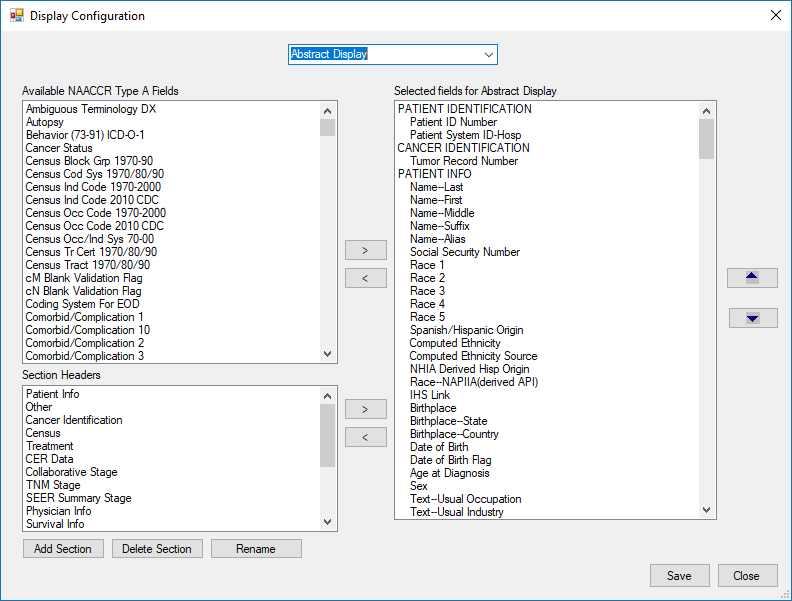 Display Configuration
Abstract Display
Available NAACCR Type A Fields
Ambiguous Terminology DX
Autopsy
Behavior (73-91) ICD-O-1
Cancer Status
Census Block Grp 1970-90
Census Cod Sys 1970/80/90
Census Ind Code 1970-2000
Census Ind Code 2010 CDC
Census Occ Code 1970-2000
Census Occ Code 2010 CDC
Census Occ/Ind Sys 70-00
Census Tr Cert 1970/80/90
Census Tract 1970/80/90
cM Blank Validation Flag
cN Blank Validation Flag
Coding System For EOD
Comorbid/Complication 1
Comorbid/Complication 10
Comorbid/Complication 2
Comorbid/Complication 3
>
<
Section Headers
Patient Info
Other
Cancer Identification
Census
Treatment
CER Data
Collaborative Stage
TNM Stage
SEER Summary Stage
Physician Info
Survival Info
>
<
Add Section
Delete Section
Rename
Selected fields for Abstract Display
PATIENT IDENTIFICATION
Patient ID Number
Patient System ID-Hosp
CANCER IDENTIFICATION
Tumor Record Number
PATIENT INFO
Name--Last
Name--First
Name--Middle
Name--Suffix
Name--Alias
Social Security Number
Race 1
Race 2
Race 3
Race 4
Race 5
Spanish/Hispanic Origin
Computed Ethnicity
Computed Ethnicity Source
NHIA Derived Hisp Origin
Race--NAPIIA(derived API)
IHS Link
Birthplace
Birthplace--State
Birthplace--Country
Date of Birth
Date of Birth Flag
Age at Diagnosis
Sex
Text--Usual Occupation
Text--Usual Industry
Save
Close